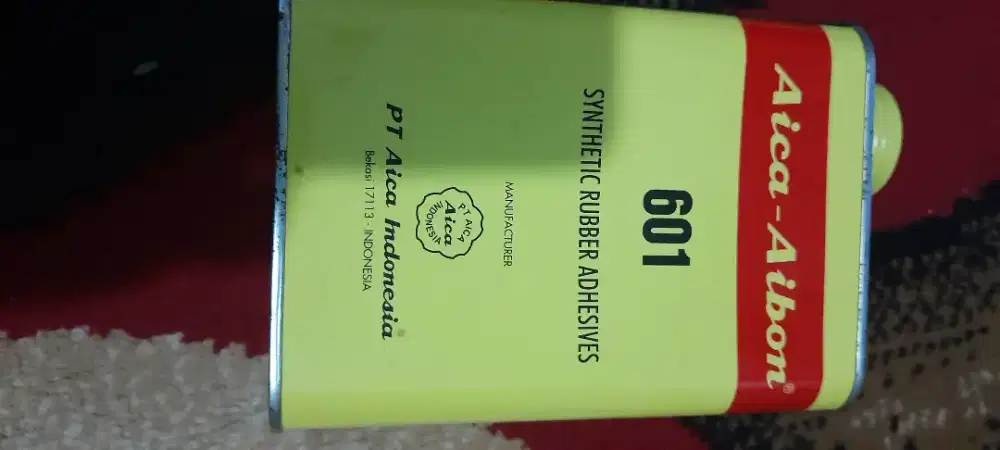 Aica-Aibon®
601
SYNTHETIC RUBBER ADHESIVES
MANUFACTURER
PT AICA
Aica
INDONESIA
PT Aica Indonesia
Bekasi 17113 - INDONESIA